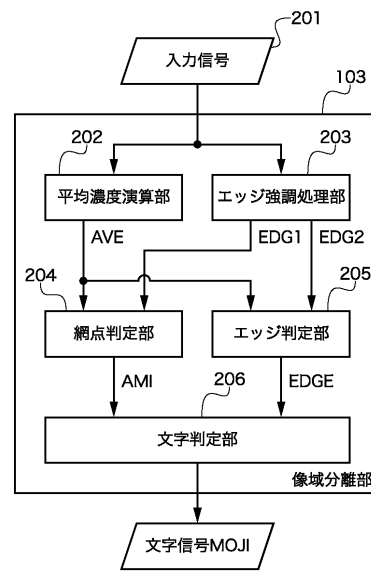 201
入力信号
103
202
203
平均濃度演算部
エッジ強調処理部
AVE
EDG1
EDG2
204
205
網点判定部
エッジ判定部
AMI
206
EDGE
文字判定部
像域分離部
文字信号MOJI